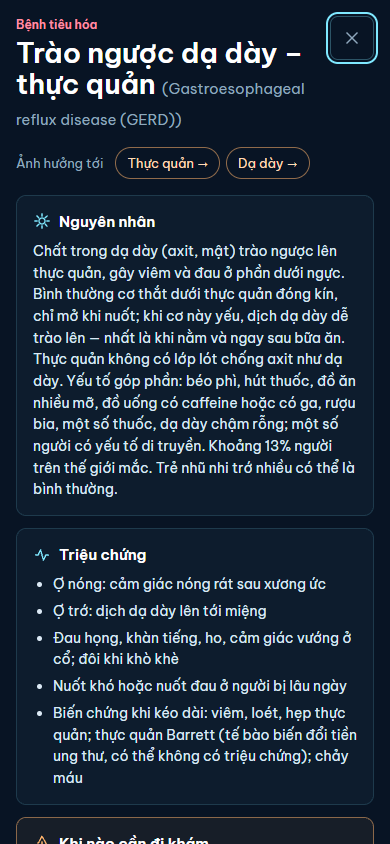 Bệnh tiêu hóa
Trào ngược dạ dày –
thực quản (Gastroesophageal
reflux disease (GERD))
Ảnh hưởng tới
Thực quản →
Dạ dày →
Nguyên nhân
Chất trong dạ dày (axit, mật) trào ngược lên
thực quản, gây viêm và đau ở phần dưới ngực.
Bình thường cơ thắt dưới thực quản đóng kín,
chỉ mở khi nuốt; khi cơ này yếu, dịch dạ dày dễ
trào lên — nhất là khi nằm và ngay sau bữa ăn.
Thực quản không có lớp lót chống axit như dạ
dày. Yếu tố góp phần: béo phì, hút thuốc, đồ ăn
nhiều mỡ, đồ uống có caffeine hoặc có ga, rượu
bia, một số thuốc, dạ dày chậm rỗng; một số
người có yếu tố di truyền. Khoảng 13% người
trên thế giới mắc. Trẻ nhũ nhi trớ nhiều có thể là
bình thường.
Triệu chứng
• Ợ nóng: cảm giác nóng rát sau xương ức
• Ợ trớ: dịch dạ dày lên tới miệng
• Đau họng, khàn tiếng, ho, cảm giác vướng ở
cổ; đôi khi khò khè
• Nuốt khó hoặc nuốt đau ở người bị lâu ngày
• Biến chứng khi kéo dài: viêm, loét, hẹp thực
quản; thực quản Barrett (tế bào biến đổi tiền
ung thư, có thể không có triệu chứng); chảy
máu
Khi nào cần đi khám